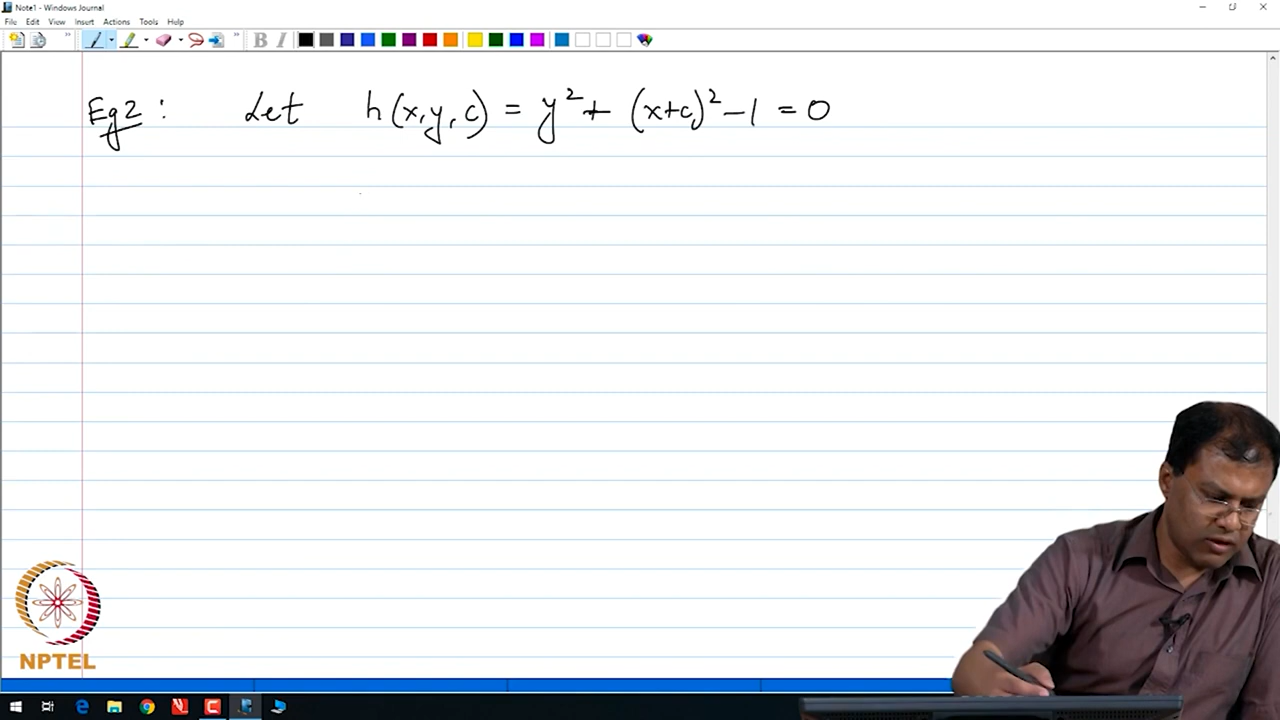 Note1 - Windows Journal
File Edit View Insert Actions Tools Help
Eg2 : Let h(x,y,c) = y² + (x+c)² - 1 = 0
NPTEL